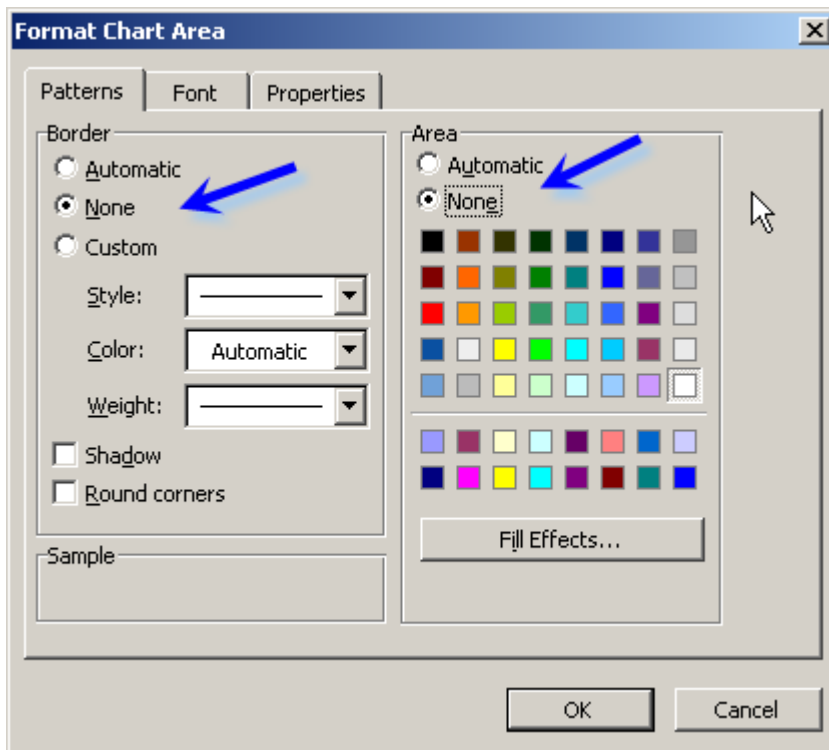 Format Chart Area
Patterns
Font
Properties
Border
Automatic
None
Custom
Style:
Color:
Automatic
Weight:
Shadow
Round corners
Sample
Area
Automatic
None
Fill Effects...
OK
Cancel